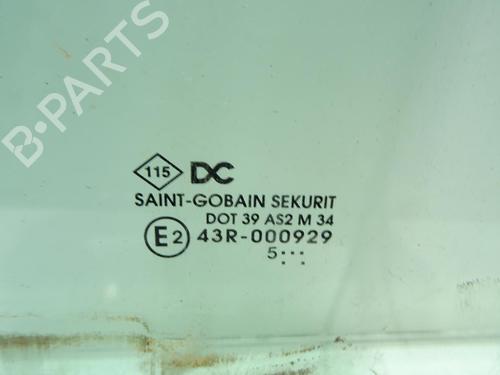 B-PARTS
115 DC
SAINT-GOBAIN SEKURIT
DOT 39 AS2 M 34
E2 43R-000929
5